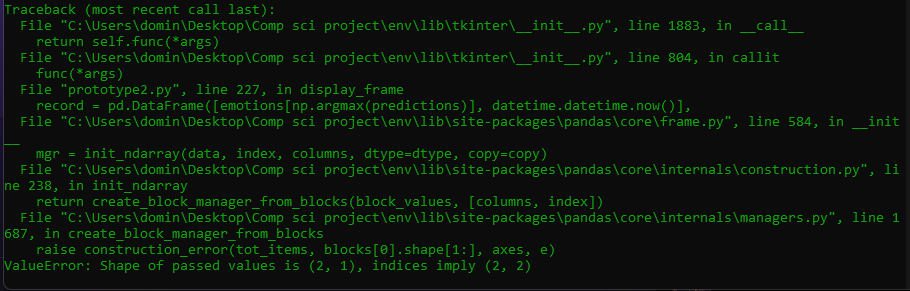 Traceback (most recent call last):
  File "C:\Users\domin\Desktop\Comp sci project\env\lib\tkinter\__init__.py", line 1883, in __call__
    return self.func(*args)
  File "C:\Users\domin\Desktop\Comp sci project\env\lib\tkinter\__init__.py", line 804, in callit
    func(*args)
  File "prototype2.py", line 227, in display_frame
    record = pd.DataFrame([emotions[np.argmax(predictions)], datetime.datetime.now()],
  File "C:\Users\domin\Desktop\Comp sci project\env\lib\site-packages\pandas\core\frame.py", line 584, in __init
__
    mgr = init_ndarray(data, index, columns, dtype=dtype, copy=copy)
  File "C:\Users\domin\Desktop\Comp sci project\env\lib\site-packages\pandas\core\internals\construction.py", li
ne 238, in init_ndarray
    return create_block_manager_from_blocks(block_values, [columns, index])
  File "C:\Users\domin\Desktop\Comp sci project\env\lib\site-packages\pandas\core\internals\managers.py", line 1
687, in create_block_manager_from_blocks
    raise construction_error(tot_items, blocks[0].shape[1:], axes, e)
ValueError: Shape of passed values is (2, 1), indices imply (2, 2)